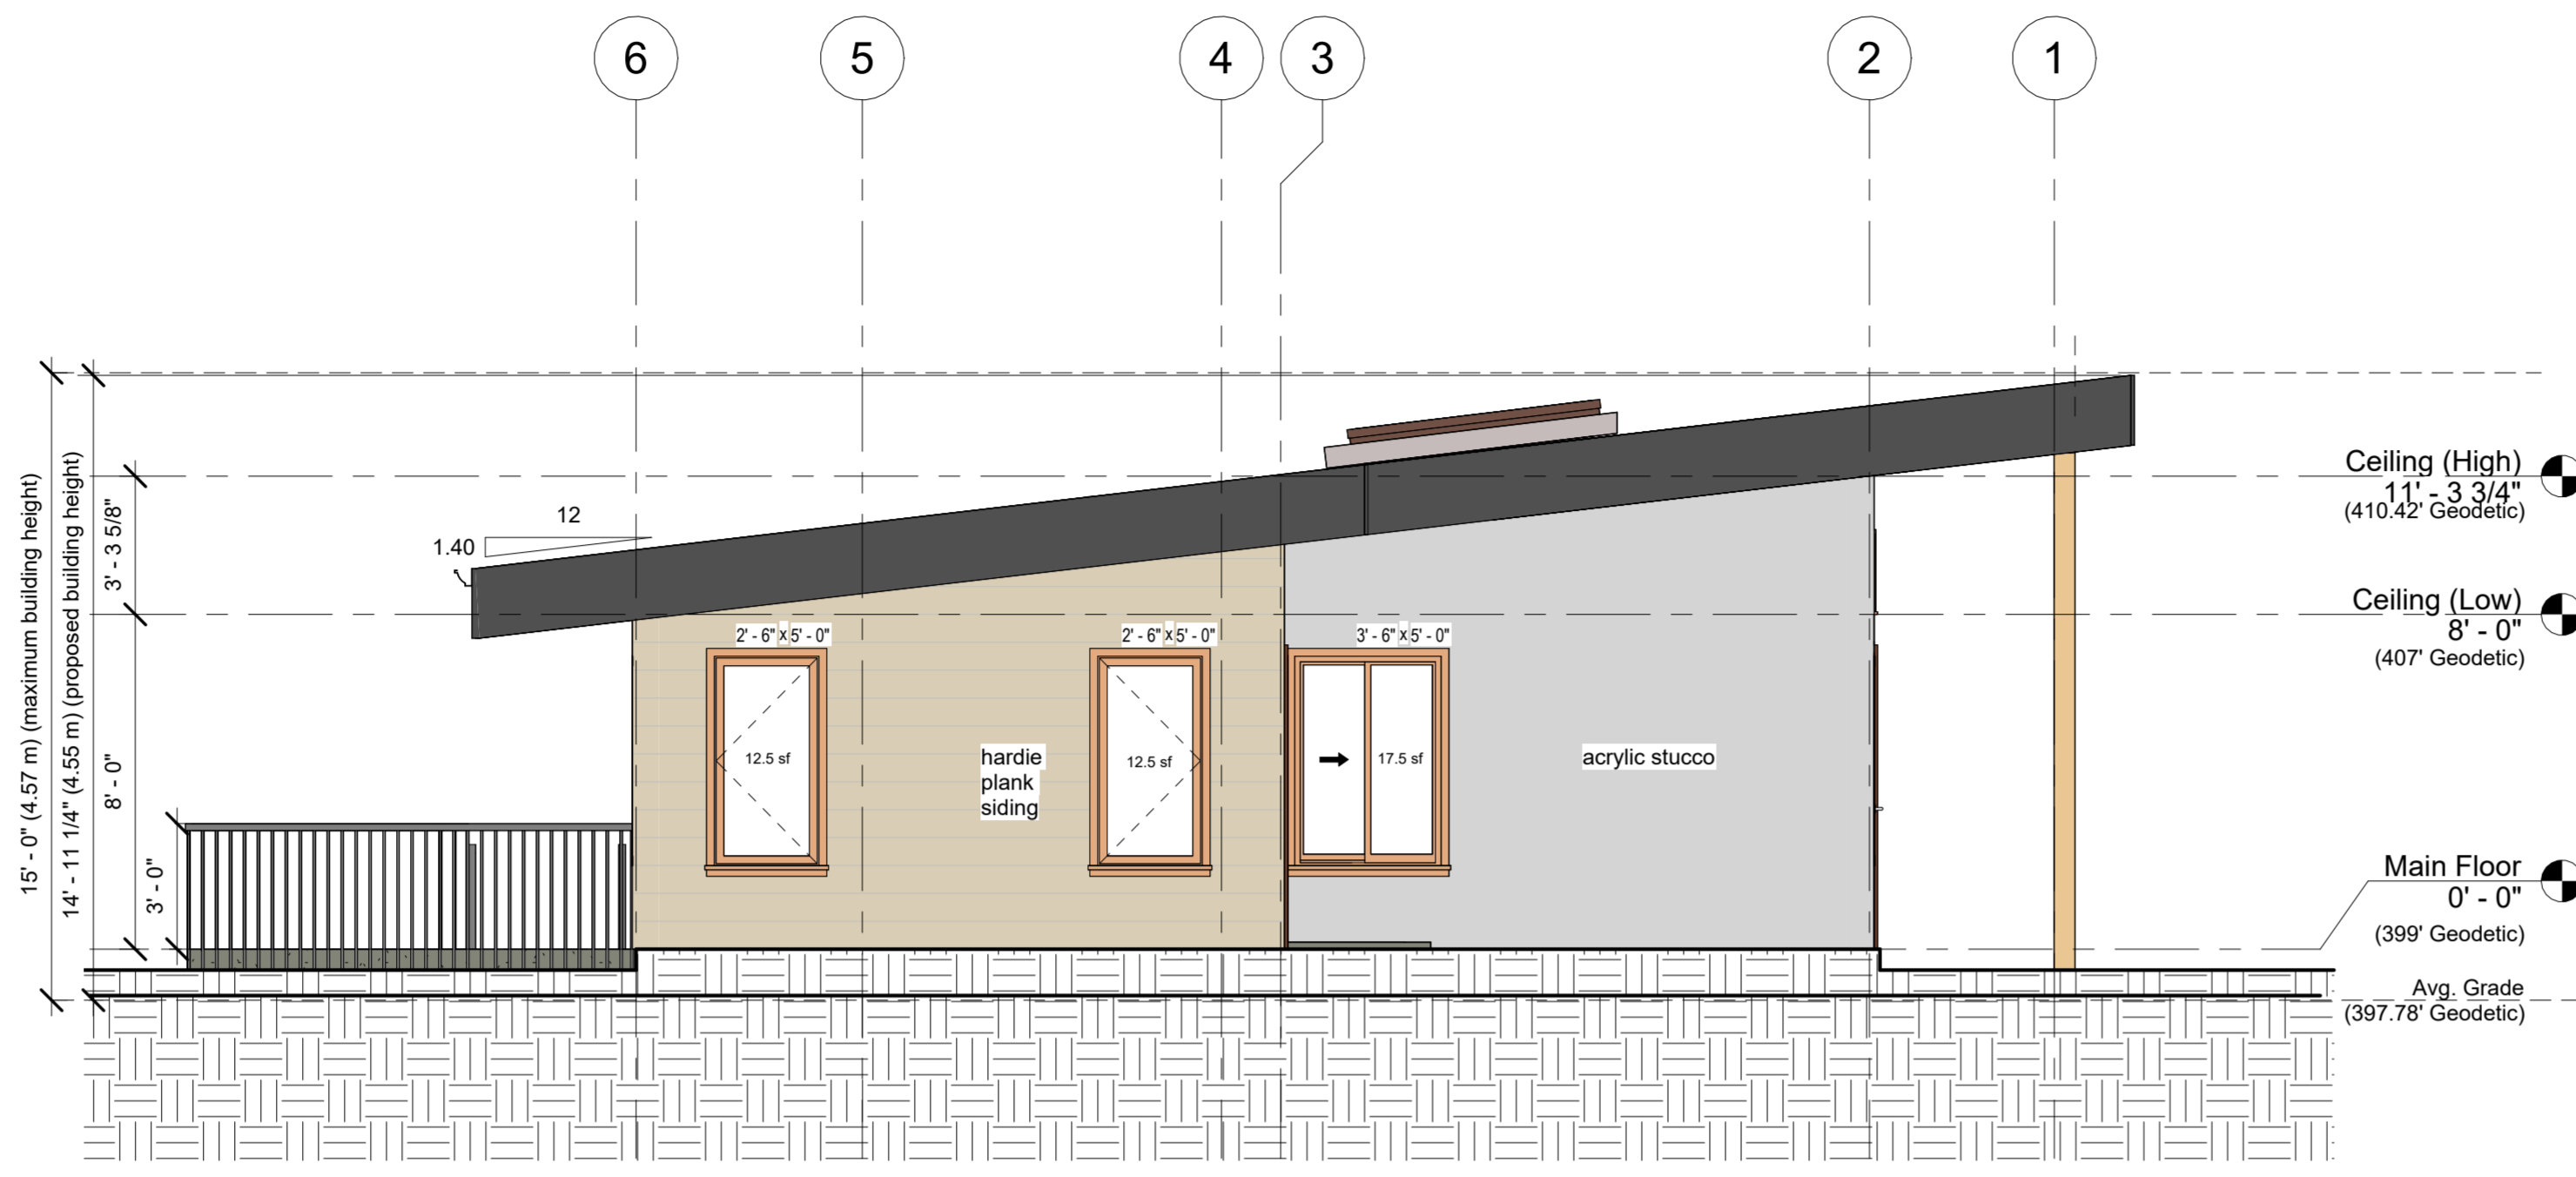 6
5
4
3
2
1
15' - 0" (4.57 m) (maximum building height)
14' - 11 1/4" (4.55 m) (proposed building height)
3' - 3 5/8"
8' - 0"
3' - 0"
12
1.40
2' - 6" x 5' - 0"
2' - 6" x 5' - 0"
3' - 6" x 5' - 0"
12.5 sf
hardie
plank
siding
12.5 sf
17.5 sf
acrylic stucco
Ceiling (High)
11' - 3 3/4"
(410.42' Geodetic)
Ceiling (Low)
8' - 0"
(407' Geodetic)
Main Floor
0' - 0"
(399' Geodetic)
Avg. Grade
(397.78' Geodetic)